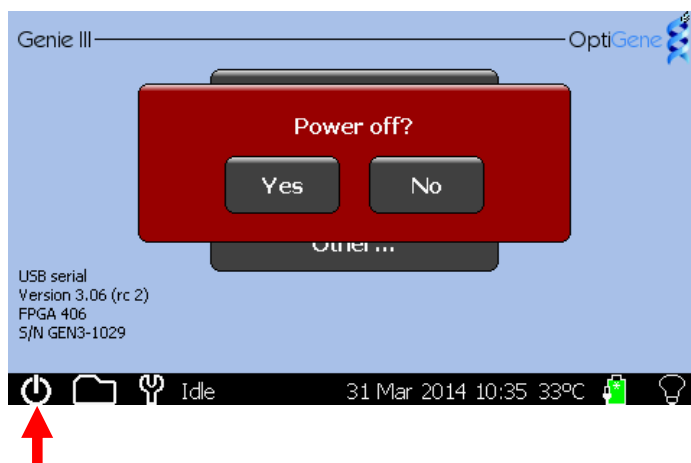 Genie III
OptiGene
Power off?
Yes No
Other...
USB serial
Version 3.06 (rc 2)
FPGA 406
S/N GEN3-1029
Idle 31 Mar 2014 10:35 33ºC